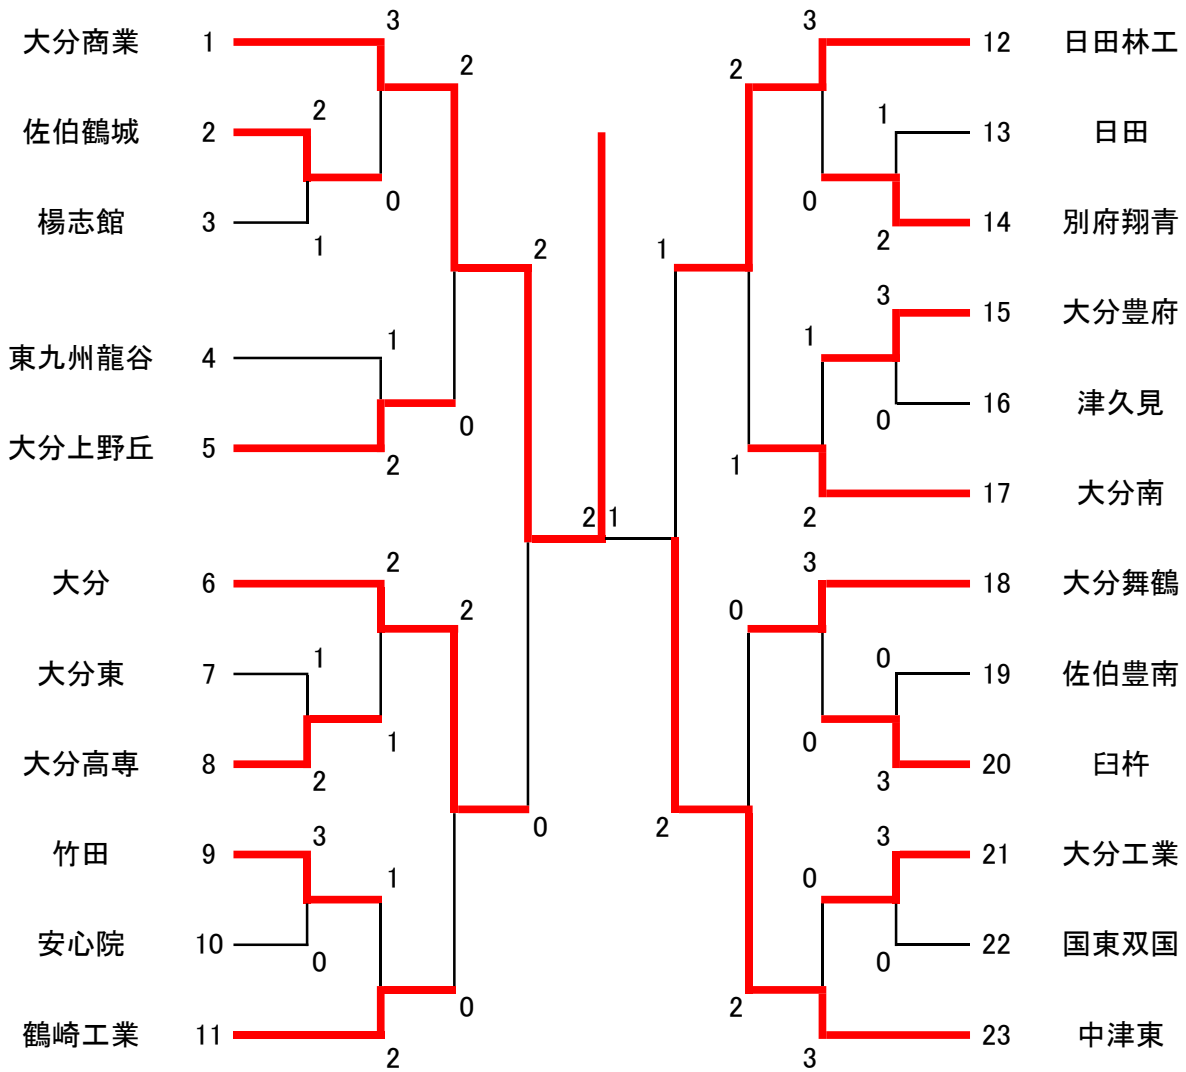 3 3
大分商業 1 12 日田林工
2 2
2 1
佐伯鶴城 2 13 日田
0 0
楊志館 3 14 別府翔青
1 2
2 1
3
大分豊府 15
東九州龍谷 4 1 1
16 津久見
0 0
大分上野丘 5
2 1
17 大分南
2 1 2
2 3
大分 6 18 大分舞鶴
2 0
1 0
大分東 7 19 佐伯豊南
1 0
大分高専 8 20 臼杵
2 3
0 2
3 3
竹田 9 21 大分工業
1 0
安心院 10 22 国東双国
0 0
0 2
鶴崎工業 11 23 中津東
2 3